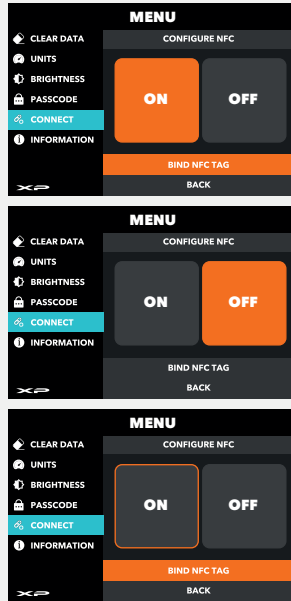 MENU
CLEAR DATA
CONFIGURE NFC
UNITS
BRIGHTNESS
PASSCODE
ON OFF
CONNECT
INFORMATION
BIND NFC TAG
BACK
XP
MENU
CLEAR DATA
CONFIGURE NFC
UNITS
BRIGHTNESS
PASSCODE
ON OFF
CONNECT
INFORMATION
BIND NFC TAG
BACK
XP
MENU
CLEAR DATA
CONFIGURE NFC
UNITS
BRIGHTNESS
PASSCODE
ON OFF
CONNECT
INFORMATION
BIND NFC TAG
BACK
XP